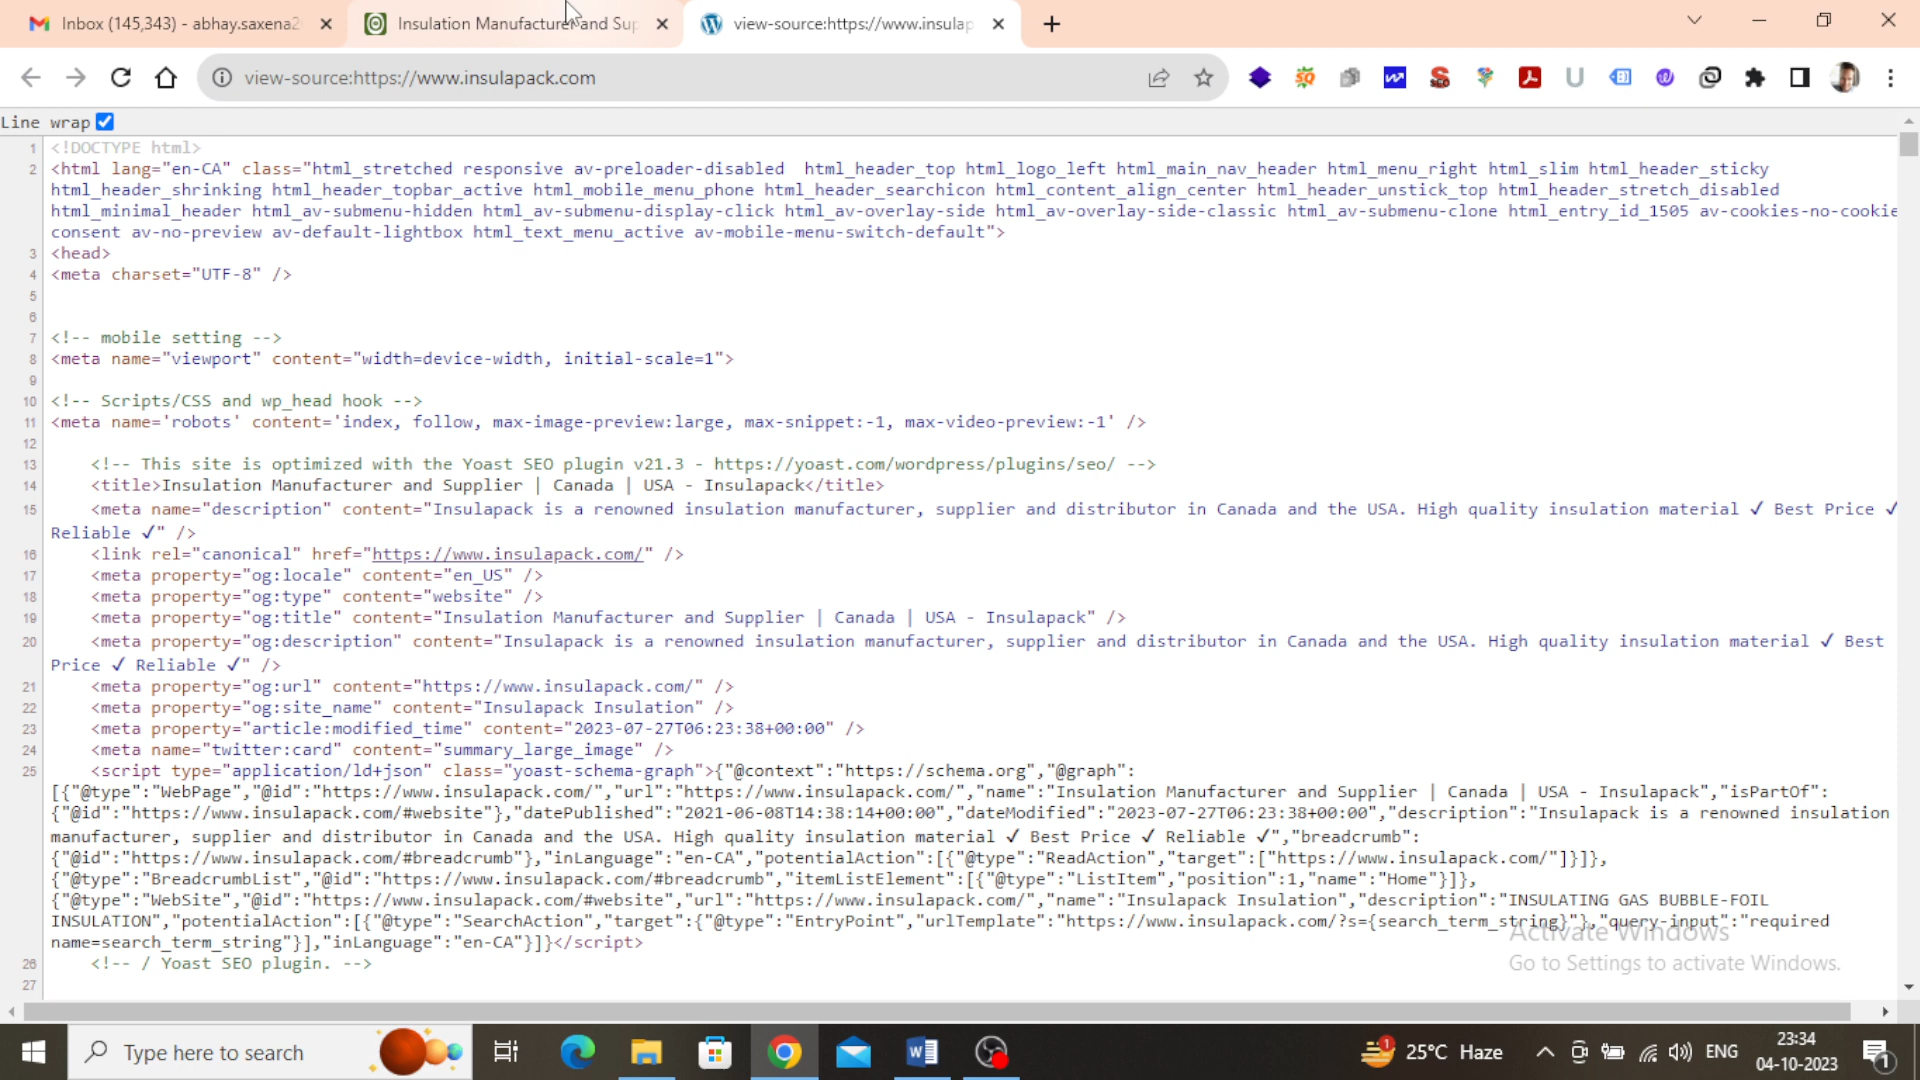 Inbox (145,343) - abhay.saxena2
Insulation Manufacturer and Sup
view-source:https://www.insulap
view-source:https://www.insulapack.com
Line wrap
1 <!DOCTYPE html>
2 <html lang="en-CA" class="html_stretched responsive av-preloader-disabled  html_header_top html_logo_left html_main_nav_header html_menu_right html_slim html_header_sticky
html_header_shrinking html_header_topbar_active html_mobile_menu_phone html_header_searchicon html_content_align_center html_header_unstick_top html_header_stretch_disabled
html_minimal_header html_av-submenu-hidden html_av-submenu-display-click html_av-overlay-side html_av-overlay-side-classic html_av-submenu-clone html_entry_id_1505 av-cookies-no-cookie
consent av-no-preview av-default-lightbox html_text_menu_active av-mobile-menu-switch-default">
3 <head>
4 <meta charset="UTF-8" />
5
6
7 <!-- mobile setting -->
8 <meta name="viewport" content="width=device-width, initial-scale=1">
9
10 <!-- Scripts/CSS and wp_head hook -->
11 <meta name='robots' content='index, follow, max-image-preview:large, max-snippet:-1, max-video-preview:-1' />
12
13 <!-- This site is optimized with the Yoast SEO plugin v21.3 - https://yoast.com/wordpress/plugins/seo/ -->
14 <title>Insulation Manufacturer and Supplier | Canada | USA - Insulapack</title>
15 <meta name="description" content="Insulapack is a renowned insulation manufacturer, supplier and distributor in Canada and the USA. High quality insulation material ✓ Best Price ✓
Reliable ✓" />
16 <link rel="canonical" href="https://www.insulapack.com/" />
17 <meta property="og:locale" content="en_US" />
18 <meta property="og:type" content="website" />
19 <meta property="og:title" content="Insulation Manufacturer and Supplier | Canada | USA - Insulapack" />
20 <meta property="og:description" content="Insulapack is a renowned insulation manufacturer, supplier and distributor in Canada and the USA. High quality insulation material ✓ Best
Price ✓ Reliable ✓" />
21 <meta property="og:url" content="https://www.insulapack.com/" />
22 <meta property="og:site_name" content="Insulapack Insulation" />
23 <meta property="article:modified_time" content="2023-07-27T06:23:38+00:00" />
24 <meta name="twitter:card" content="summary_large_image" />
25 <script type="application/ld+json" class="yoast-schema-graph">{"@context":"https://schema.org","@graph":
[{"@type":"WebPage","@id":"https://www.insulapack.com/","url":"https://www.insulapack.com/","name":"Insulation Manufacturer and Supplier | Canada | USA - Insulapack","isPartOf":
{"@id":"https://www.insulapack.com/#website"},"datePublished":"2021-06-08T14:38:14+00:00","dateModified":"2023-07-27T06:23:38+00:00","description":"Insulapack is a renowned insulation
manufacturer, supplier and distributor in Canada and the USA. High quality insulation material ✓ Best Price ✓ Reliable ✓","breadcrumb":
{"@id":"https://www.insulapack.com/#breadcrumb"},"inLanguage":"en-CA","potentialAction":[{"@type":"ReadAction","target":["https://www.insulapack.com/"]}]},
{"@type":"BreadcrumbList","@id":"https://www.insulapack.com/#breadcrumb","itemListElement":[{"@type":"ListItem","position":1,"name":"Home"}]},
{"@type":"WebSite","@id":"https://www.insulapack.com/#website","url":"https://www.insulapack.com/","name":"Insulapack Insulation","description":"INSULATING GAS BUBBLE-FOIL
INSULATION","potentialAction":[{"@type":"SearchAction","target":{"@type":"EntryPoint","urlTemplate":"https://www.insulapack.com/?s={search_term_string}"},"query-input":"required
name=search_term_string"}],"inLanguage":"en-CA"}]}</script>
26 <!-- / Yoast SEO plugin. -->
27
Activate Windows
Go to Settings to activate Windows.
Type here to search
25°C Haze
ENG
23:34
04-10-2023
1